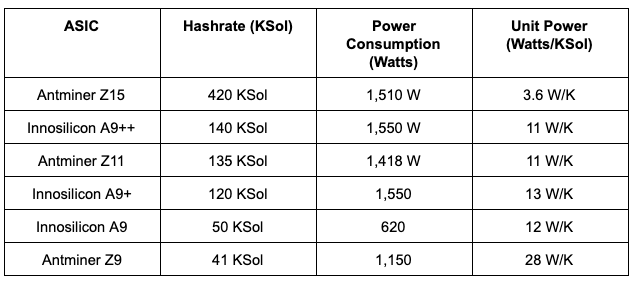 ASIC Hashrate (KSol) Power Consumption (Watts) Unit Power (Watts/KSol)
Antminer Z15 420 KSol 1,510 W 3.6 W/K
Innosilicon A9++ 140 KSol 1,550 W 11 W/K
Antminer Z11 135 KSol 1,418 W 11 W/K
Innosilicon A9+ 120 KSol 1,550 13 W/K
Innosilicon A9 50 KSol 620 12 W/K
Antminer Z9 41 KSol 1,150 28 W/K